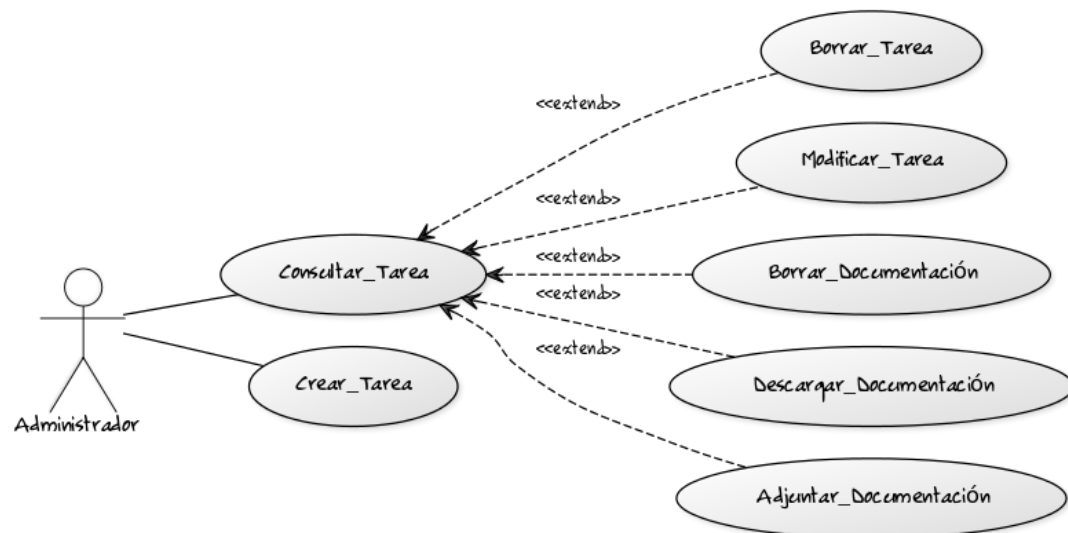 Borrar_Tarea
<<extend>>
Modificar_Tarea
<<extend>>
Consultar_Tarea
<<extend>>
Borrar_Documentación
<<extend>>
<<extend>>
Crear_Tarea
Descargar_Documentación
Administrador
Adjuntar_Documentación